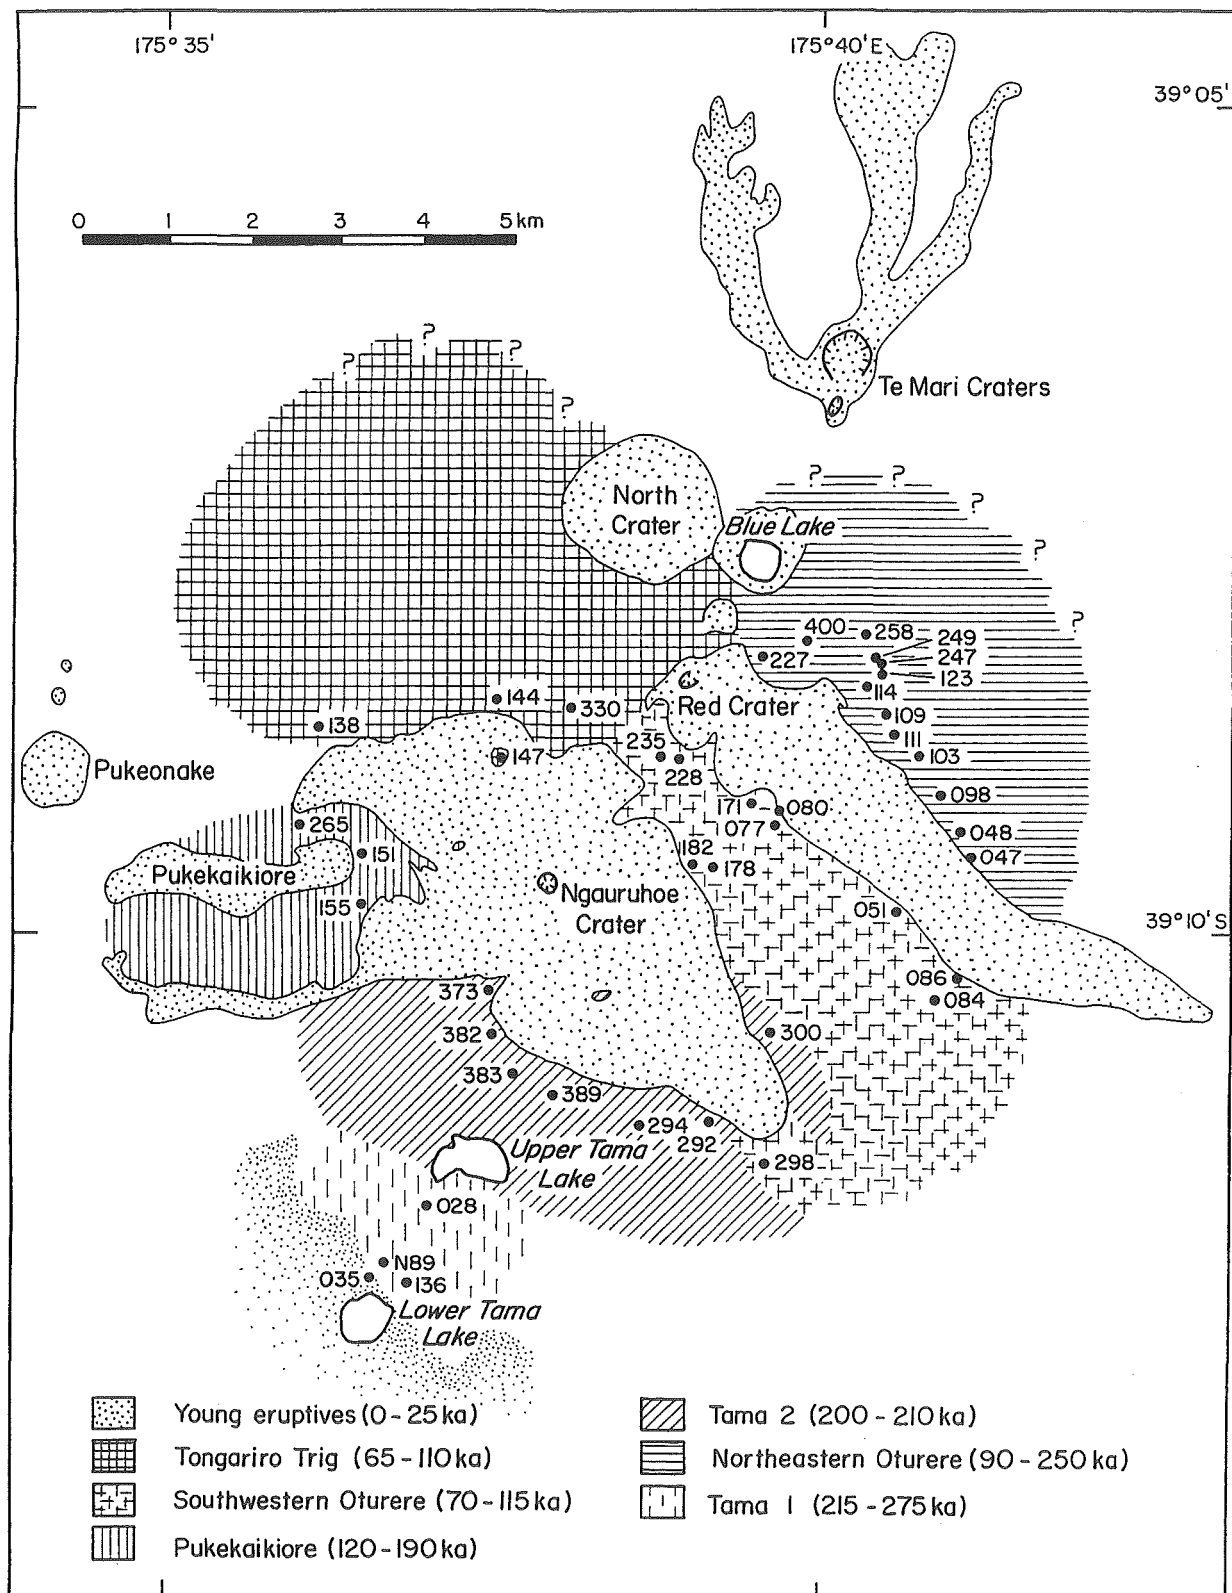 175° 35'
175° 40' E
39° 05'
0 1 2 3 4 5 km
Te Mari Craters
?
?
?
?
North
Crater
Blue Lake
?
?
?
?
?
400
258
249
247
227
123
114
144
330
Red Crater
109
138
111
235
147
103
228
Pukeonake
098
171
080
077
048
265
182
047
151
178
Pukekaikiore
Ngauruhoe
Crater
155
051
39° 10' S
086
373
084
382
300
383
389
294
292
Upper Tama
Lake
298
028
N89
035
136
Lower Tama
Lake
Young eruptives (0-25 ka)
Tongariro Trig (65-110 ka)
Southwestern Oturere (70-115 ka)
Pukekaikiore (120-190 ka)
Tama 2 (200-210 ka)
Northeastern Oturere (90-250 ka)
Tama 1 (215-275 ka)